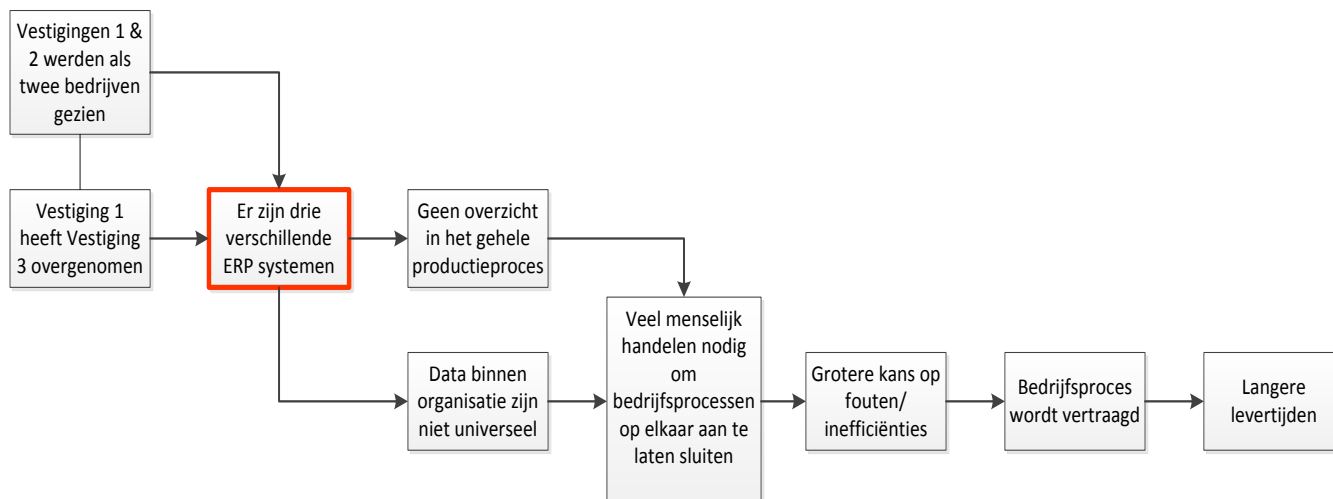 Vestigingen 1 &
2 werden als
twee bedrijven
gezien
Vestiging 1
heeft Vestiging
3 overgenomen
Er zijn drie
verschillende
ERP systemen
Geen overzicht
in het gehele
productieproces
Data binnen
organisatie zijn
niet universeel
Veel menselijk
handelen nodig
om
bedrijfsprocessen
op elkaar aan te
laten sluiten
Grotere kans op
fouten/
inefficiënties
Bedrijfsproces
wordt vertraagd
Langere
levertijden